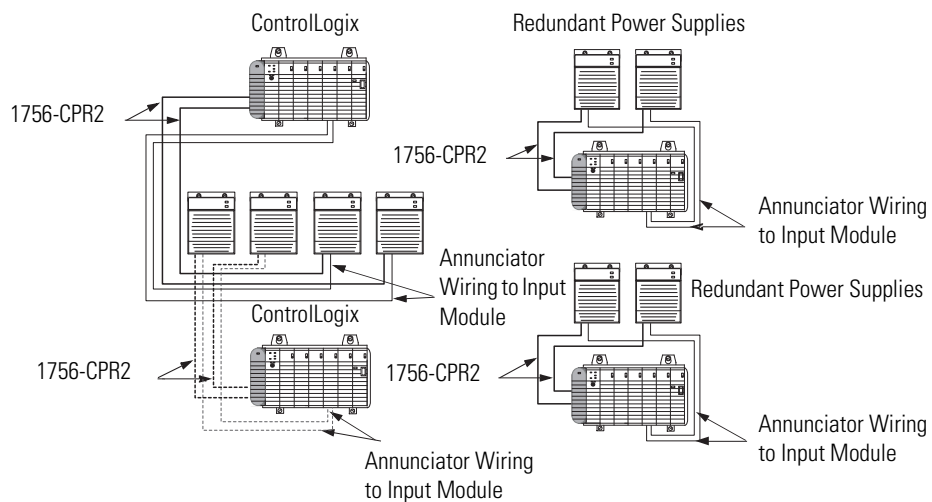 ControlLogix
1756-CPR2
Annunciator
Wiring to Input
Module
ControlLogix
1756-CPR2
Annunciator Wiring
to Input Module
Redundant Power Supplies
1756-CPR2
Annunciator Wiring
to Input Module
Redundant Power Supplies
1756-CPR2
Annunciator Wiring
to Input Module